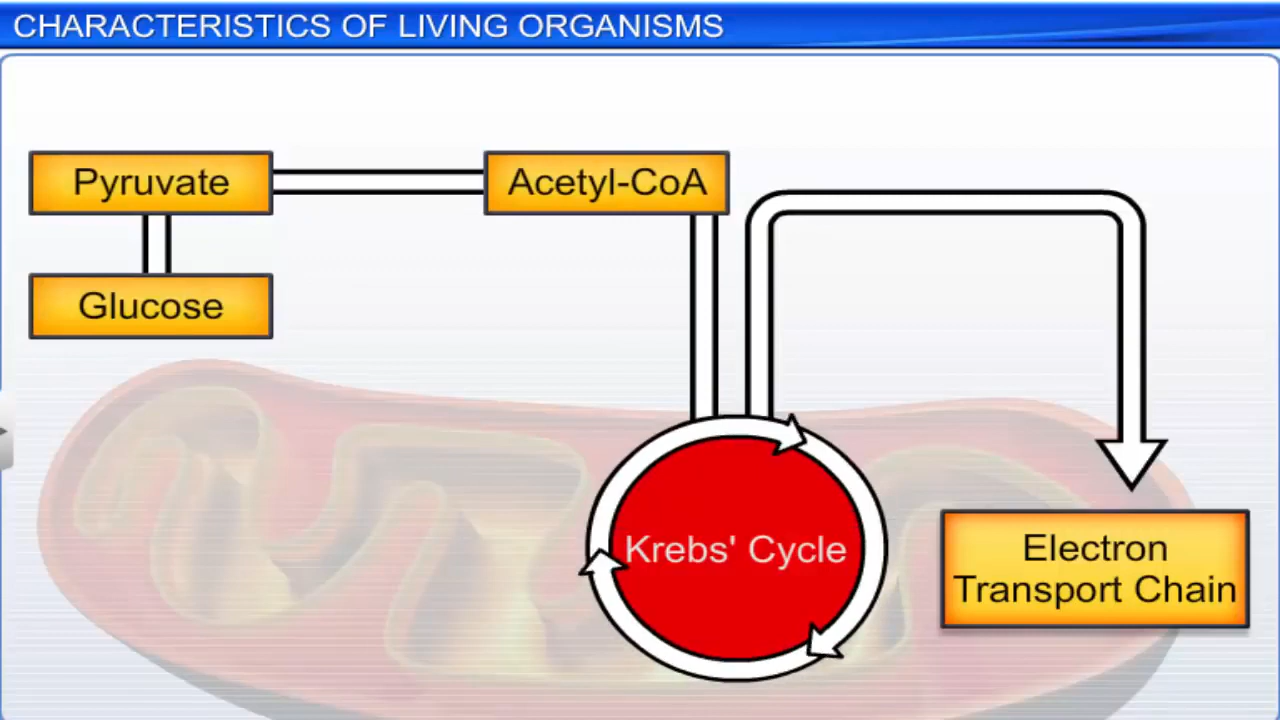 CHARACTERISTICS OF LIVING ORGANISMS
Pyruvate
Acetyl-CoA
Glucose
Krebs' Cycle
Electron
Transport Chain